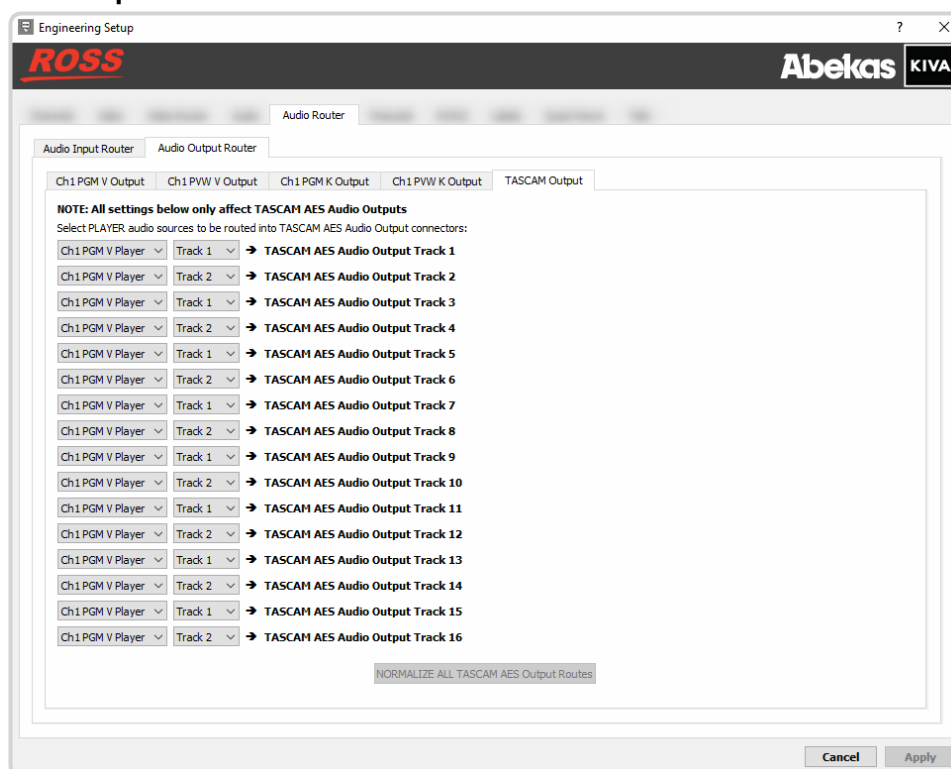 Engineering Setup ? ×
ROSS
Abekas KIVA
Audio Router
Audio Input Router Audio Output Router
Ch1 PGM V Output Ch1 PVW V Output Ch1 PGM K Output Ch1 PVW K Output TASCAM Output
NOTE: All settings below only affect TASCAM AES Audio Outputs
Select PLAYER audio sources to be routed into TASCAM AES Audio Output connectors:
Ch1 PGM V Player Track 1 ➔ TASCAM AES Audio Output Track 1
Ch1 PGM V Player Track 2 ➔ TASCAM AES Audio Output Track 2
Ch1 PGM V Player Track 1 ➔ TASCAM AES Audio Output Track 3
Ch1 PGM V Player Track 2 ➔ TASCAM AES Audio Output Track 4
Ch1 PGM V Player Track 1 ➔ TASCAM AES Audio Output Track 5
Ch1 PGM V Player Track 2 ➔ TASCAM AES Audio Output Track 6
Ch1 PGM V Player Track 1 ➔ TASCAM AES Audio Output Track 7
Ch1 PGM V Player Track 2 ➔ TASCAM AES Audio Output Track 8
Ch1 PGM V Player Track 1 ➔ TASCAM AES Audio Output Track 9
Ch1 PGM V Player Track 2 ➔ TASCAM AES Audio Output Track 10
Ch1 PGM V Player Track 1 ➔ TASCAM AES Audio Output Track 11
Ch1 PGM V Player Track 2 ➔ TASCAM AES Audio Output Track 12
Ch1 PGM V Player Track 1 ➔ TASCAM AES Audio Output Track 13
Ch1 PGM V Player Track 2 ➔ TASCAM AES Audio Output Track 14
Ch1 PGM V Player Track 1 ➔ TASCAM AES Audio Output Track 15
Ch1 PGM V Player Track 2 ➔ TASCAM AES Audio Output Track 16
NORMALIZE ALL TASCAM AES Output Routes
Cancel Apply